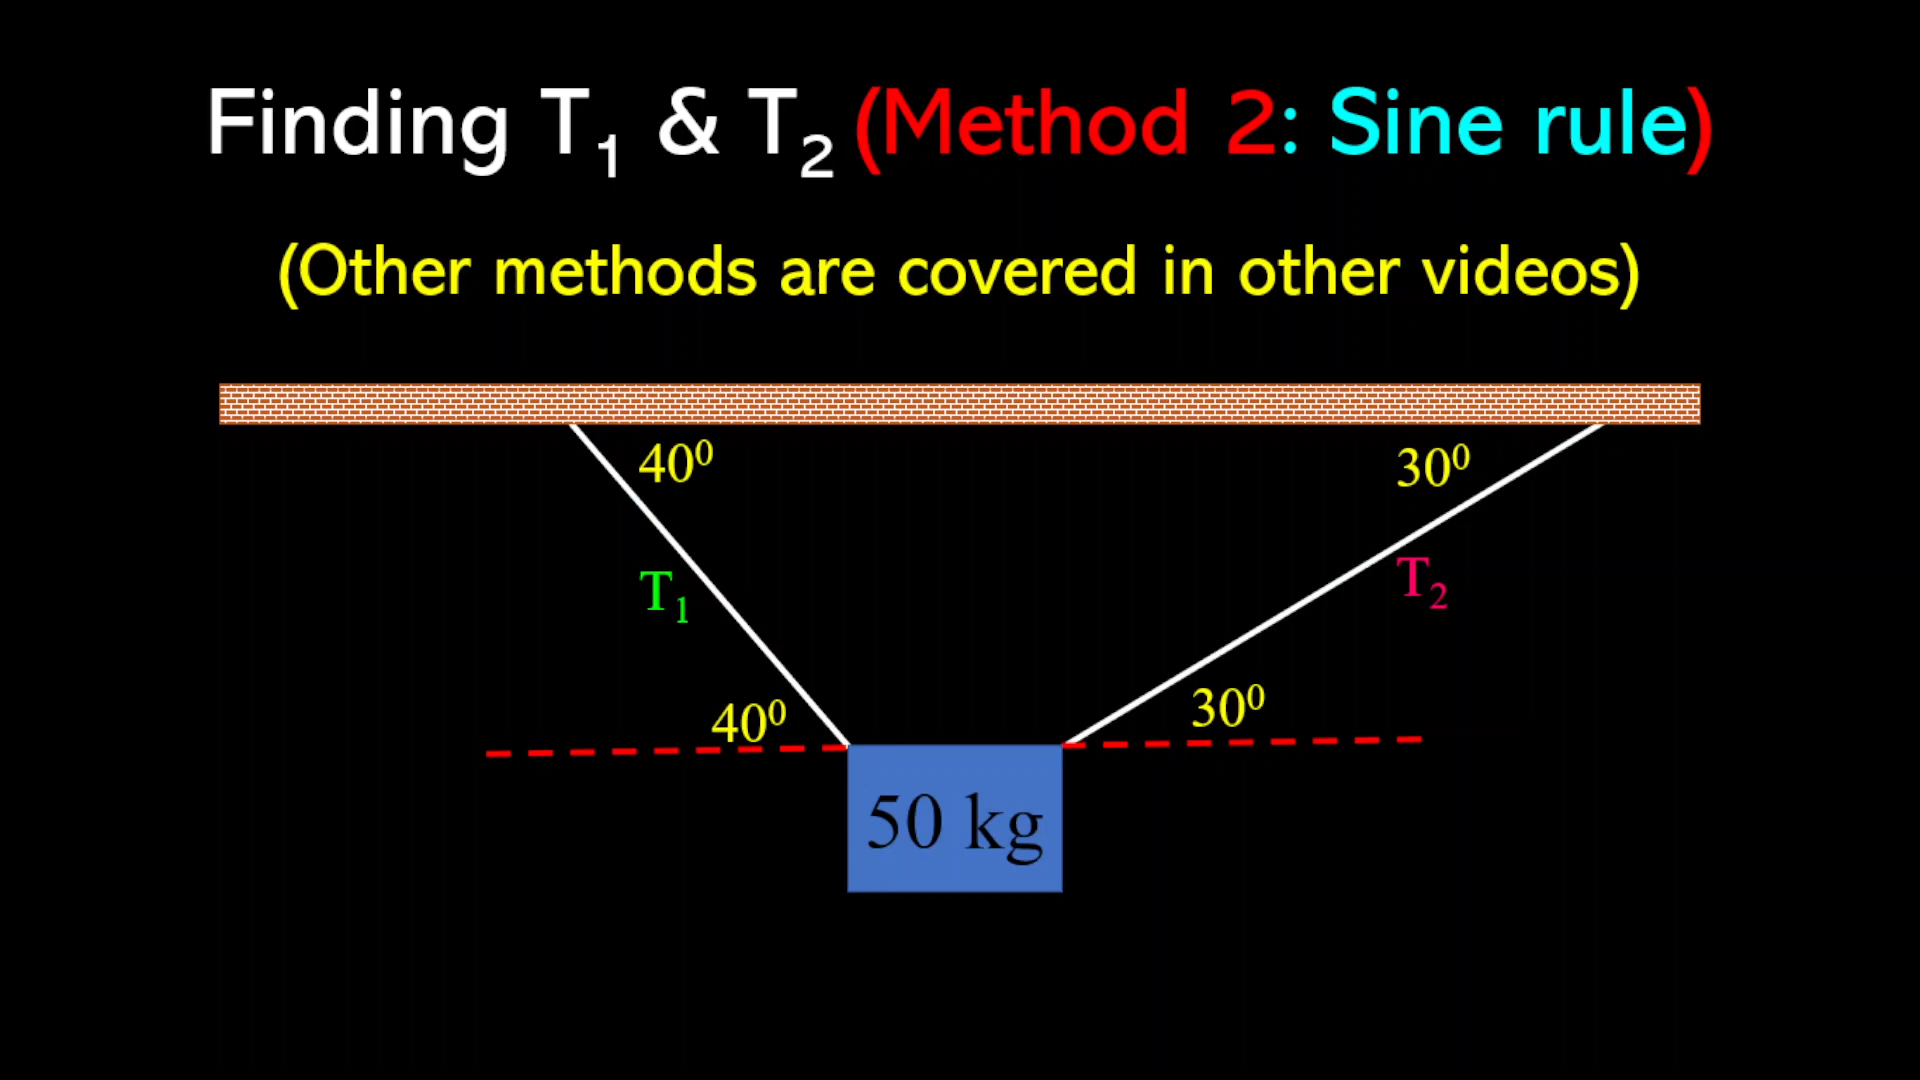 Finding T₁ & T₂ (Method 2: Sine rule)
(Other methods are covered in other videos)
40⁰ 30⁰
T₁ T₂
40⁰ 30⁰
50 kg